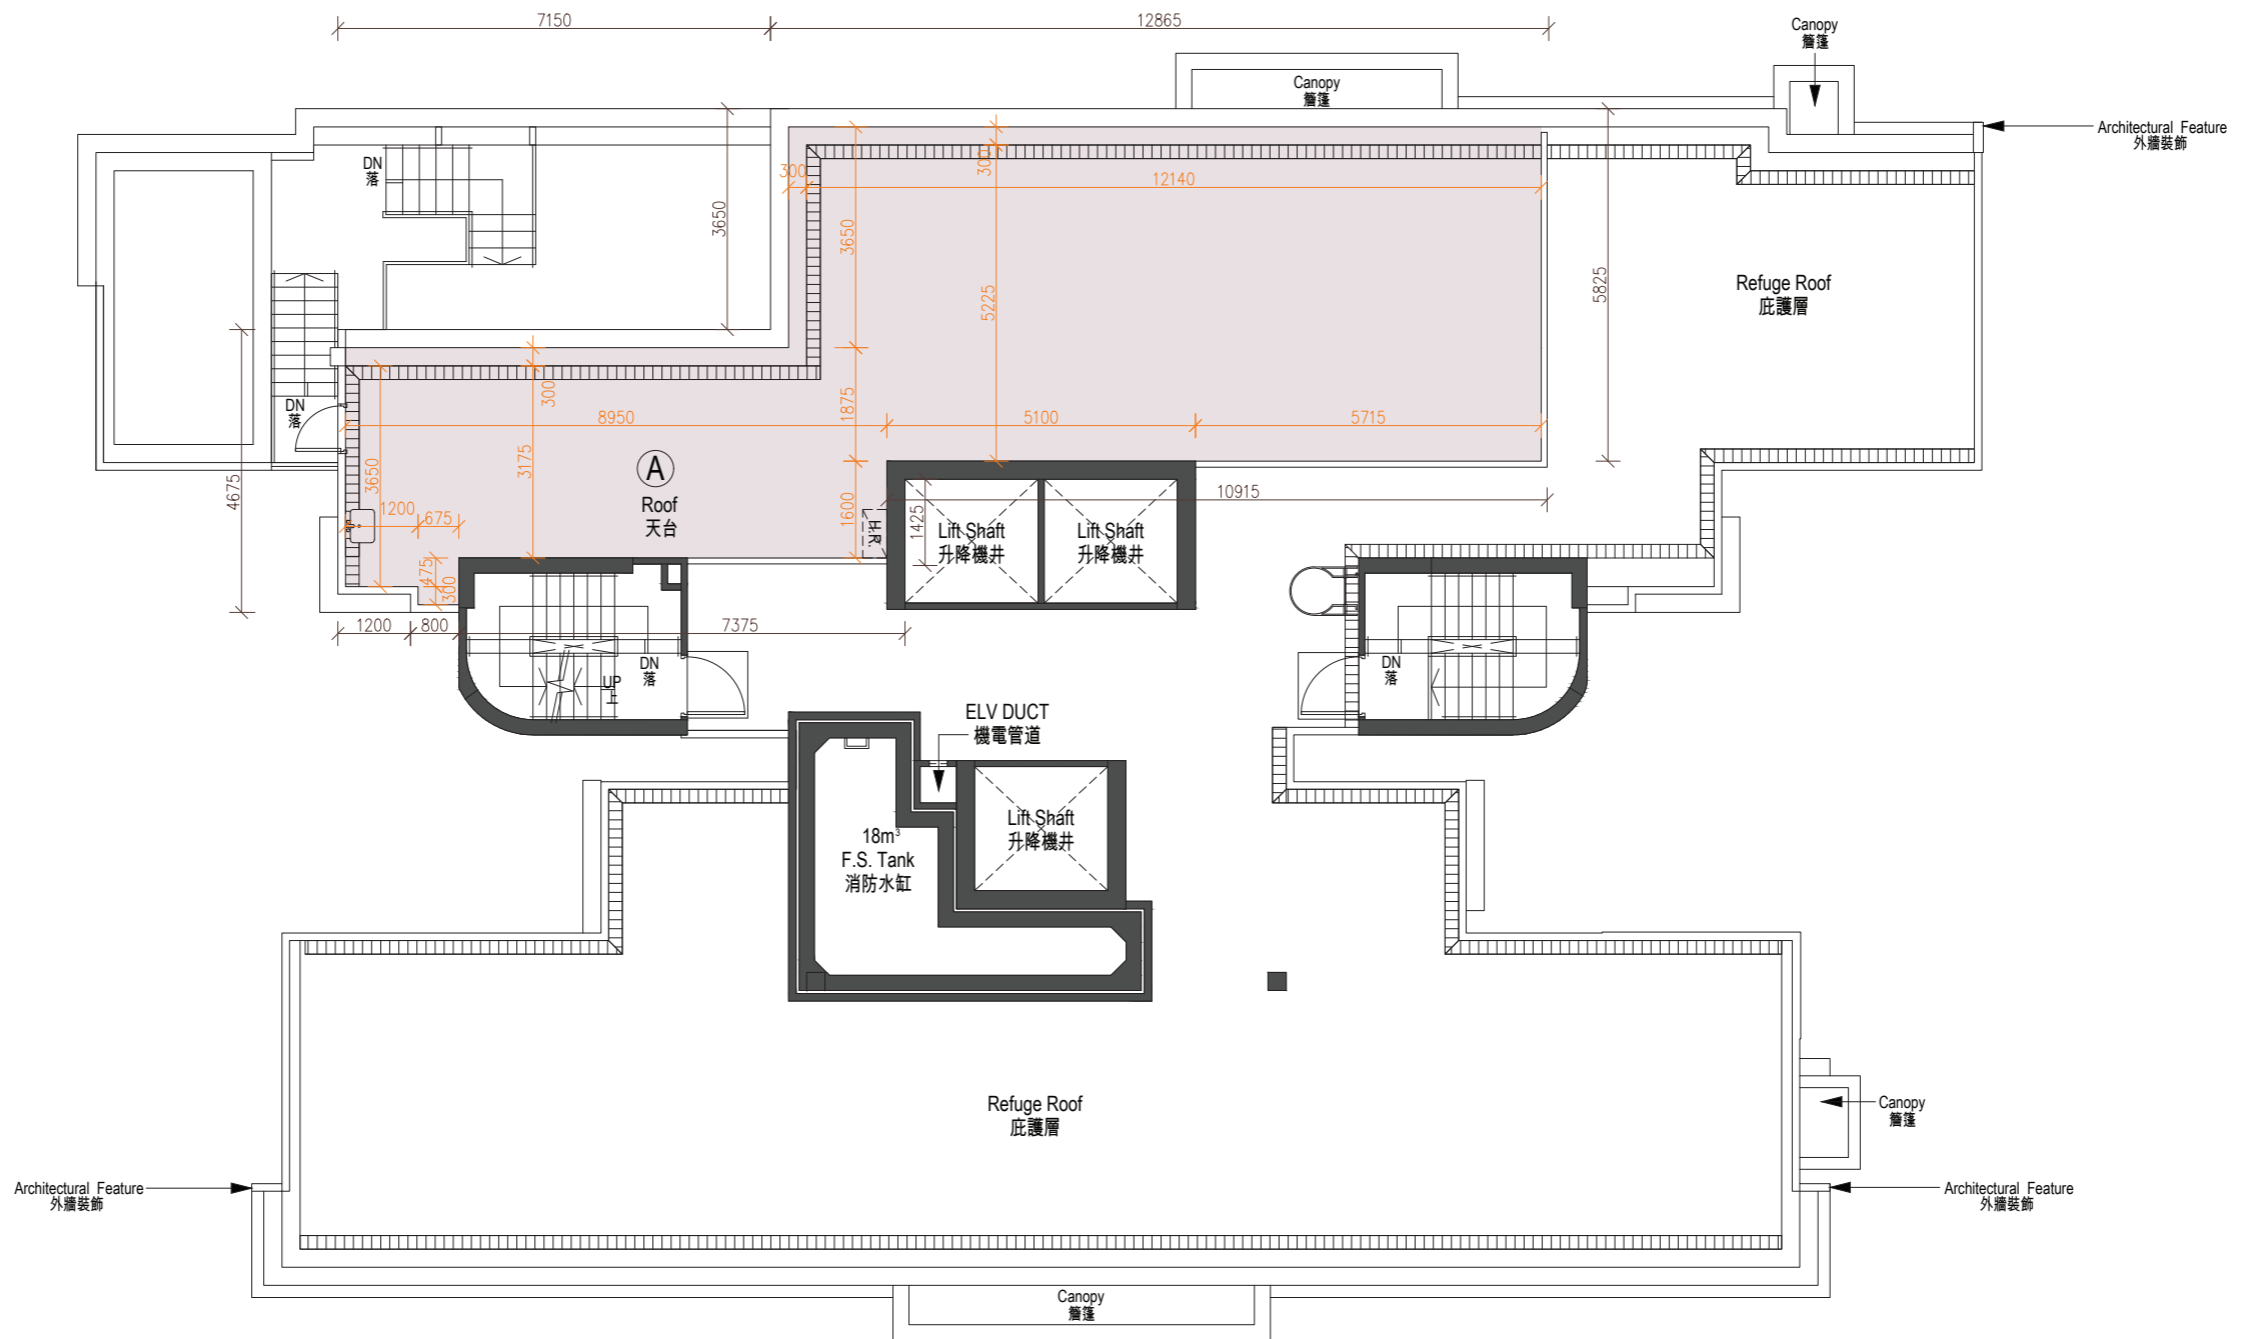 7150
12865
Canopy
簷篷
Canopy
簷篷
Architectural Feature
外牆裝飾
DN
落
300
300
12140
3650
3650
5225
5825
Refuge Roof
庇護層
DN
落
300
1875
8950
5100
5715
4675
3650
3175
A
Roof
天台
1200
675
1600
H.R.
1425
10915
Lift Shaft
升降機井
Lift Shaft
升降機井
475
300
1200
800
7375
DN
落
UP
上
DN
落
ELV DUCT
機電管道
18m³
F.S. Tank
消防水缸
Lift Shaft
升降機井
Refuge Roof
庇護層
Canopy
簷篷
Architectural Feature
外牆裝飾
Architectural Feature
外牆裝飾
Canopy
簷篷